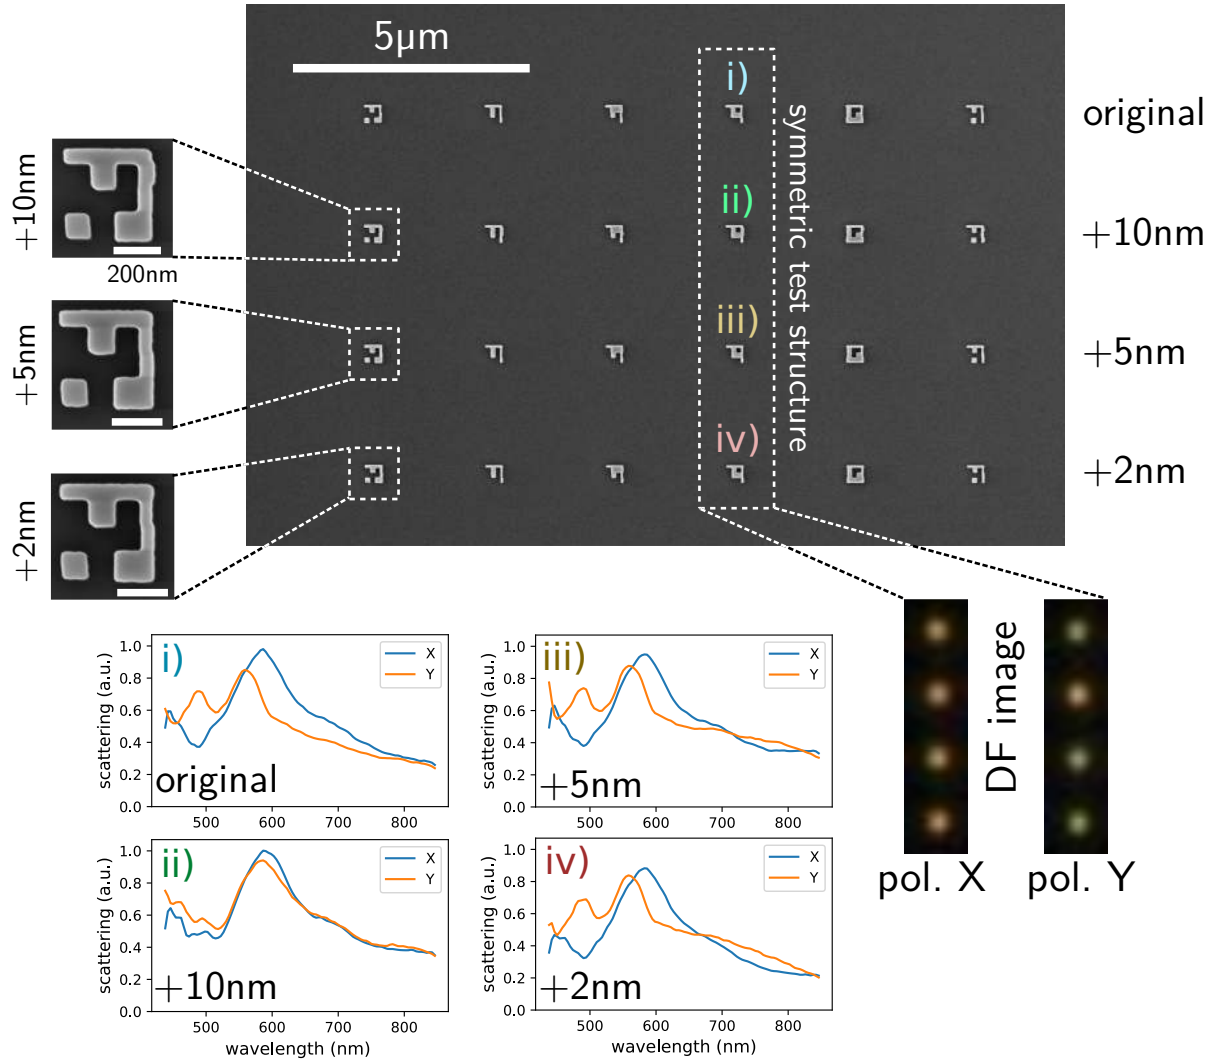 5μm
i)
original
+10nm
200nm
ii)
+10nm
symmetric test structure
+5nm
iii)
+5nm
+2nm
iv)
+2nm
i)
X
Y
original
scattering (a.u.)
0.0
0.2
0.4
0.6
0.8
1.0
500
600
700
800
iii)
X
Y
+5nm
scattering (a.u.)
0.0
0.2
0.4
0.6
0.8
1.0
500
600
700
800
ii)
X
Y
+10nm
scattering (a.u.)
0.0
0.2
0.4
0.6
0.8
1.0
500
600
700
800
wavelength (nm)
iv)
X
Y
+2nm
scattering (a.u.)
0.0
0.2
0.4
0.6
0.8
1.0
500
600
700
800
wavelength (nm)
DF image
pol. X
pol. Y